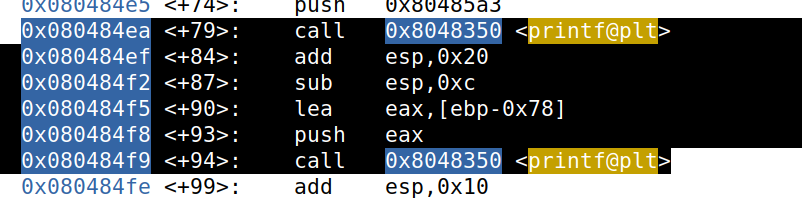 0x080484e5 <+74>: push 0x80485a3
0x080484ea <+79>: call 0x8048350 <printf@plt>
0x080484ef <+84>: add esp,0x20
0x080484f2 <+87>: sub esp,0xc
0x080484f5 <+90>: lea eax,[ebp-0x78]
0x080484f8 <+93>: push eax
0x080484f9 <+94>: call 0x8048350 <printf@plt>
0x080484fe <+99>: add esp,0x10